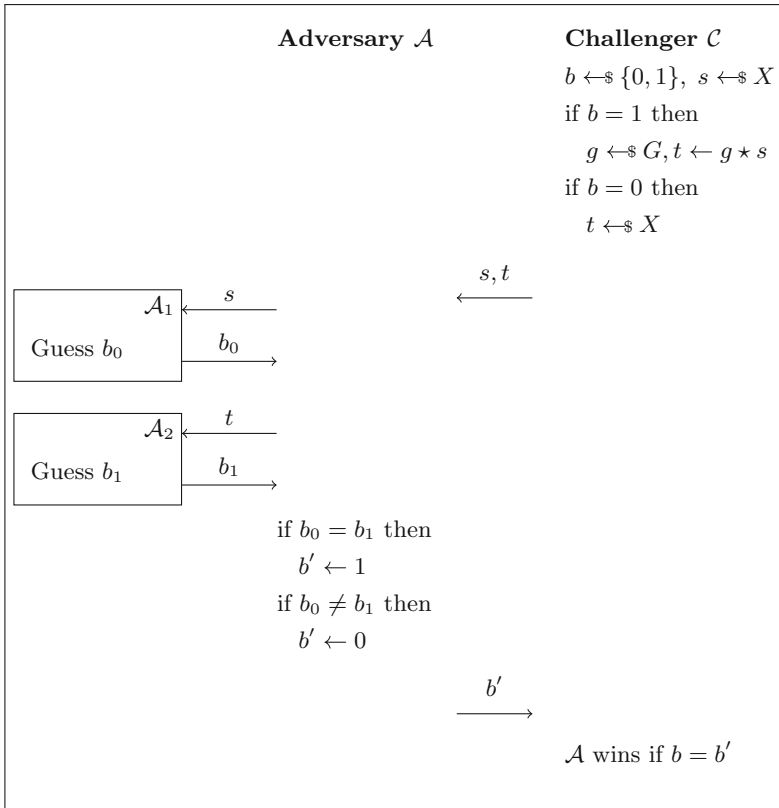 Adversary 𝒜 Challenger 𝒞
b ←$ {0, 1}, s ←$ X
if b = 1 then
g ←$ G, t ← g ⋆ s
if b = 0 then
t ←$ X
s, t
𝒜₁ s
Guess b₀ b₀
𝒜₂ t
Guess b₁ b₁
if b₀ = b₁ then
b′ ← 1
if b₀ ≠ b₁ then
b′ ← 0
b′
𝒜 wins if b = b′